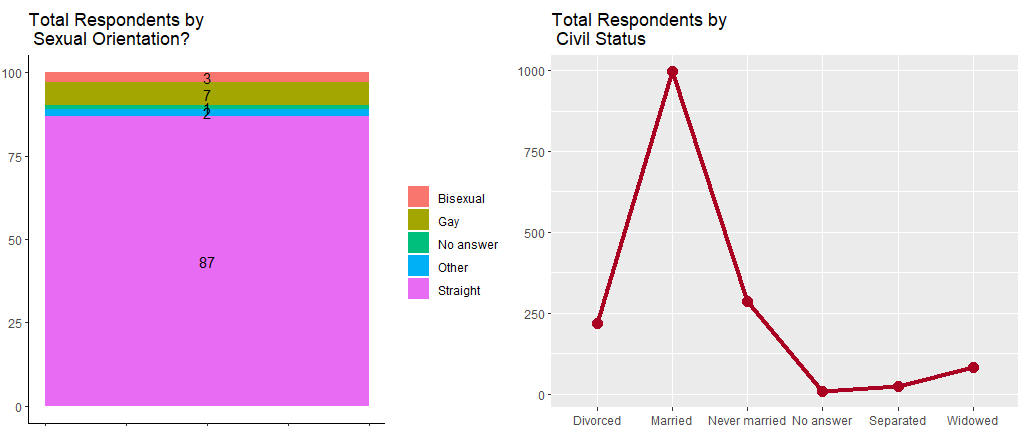 Total Respondents by
Sexual Orientation?
100
75
50
25
0
3
7
1
2
87
Bisexual
Gay
No answer
Other
Straight
Total Respondents by
Civil Status
1000
750
500
250
0
Divorced Married Never married No answer Separated Widowed